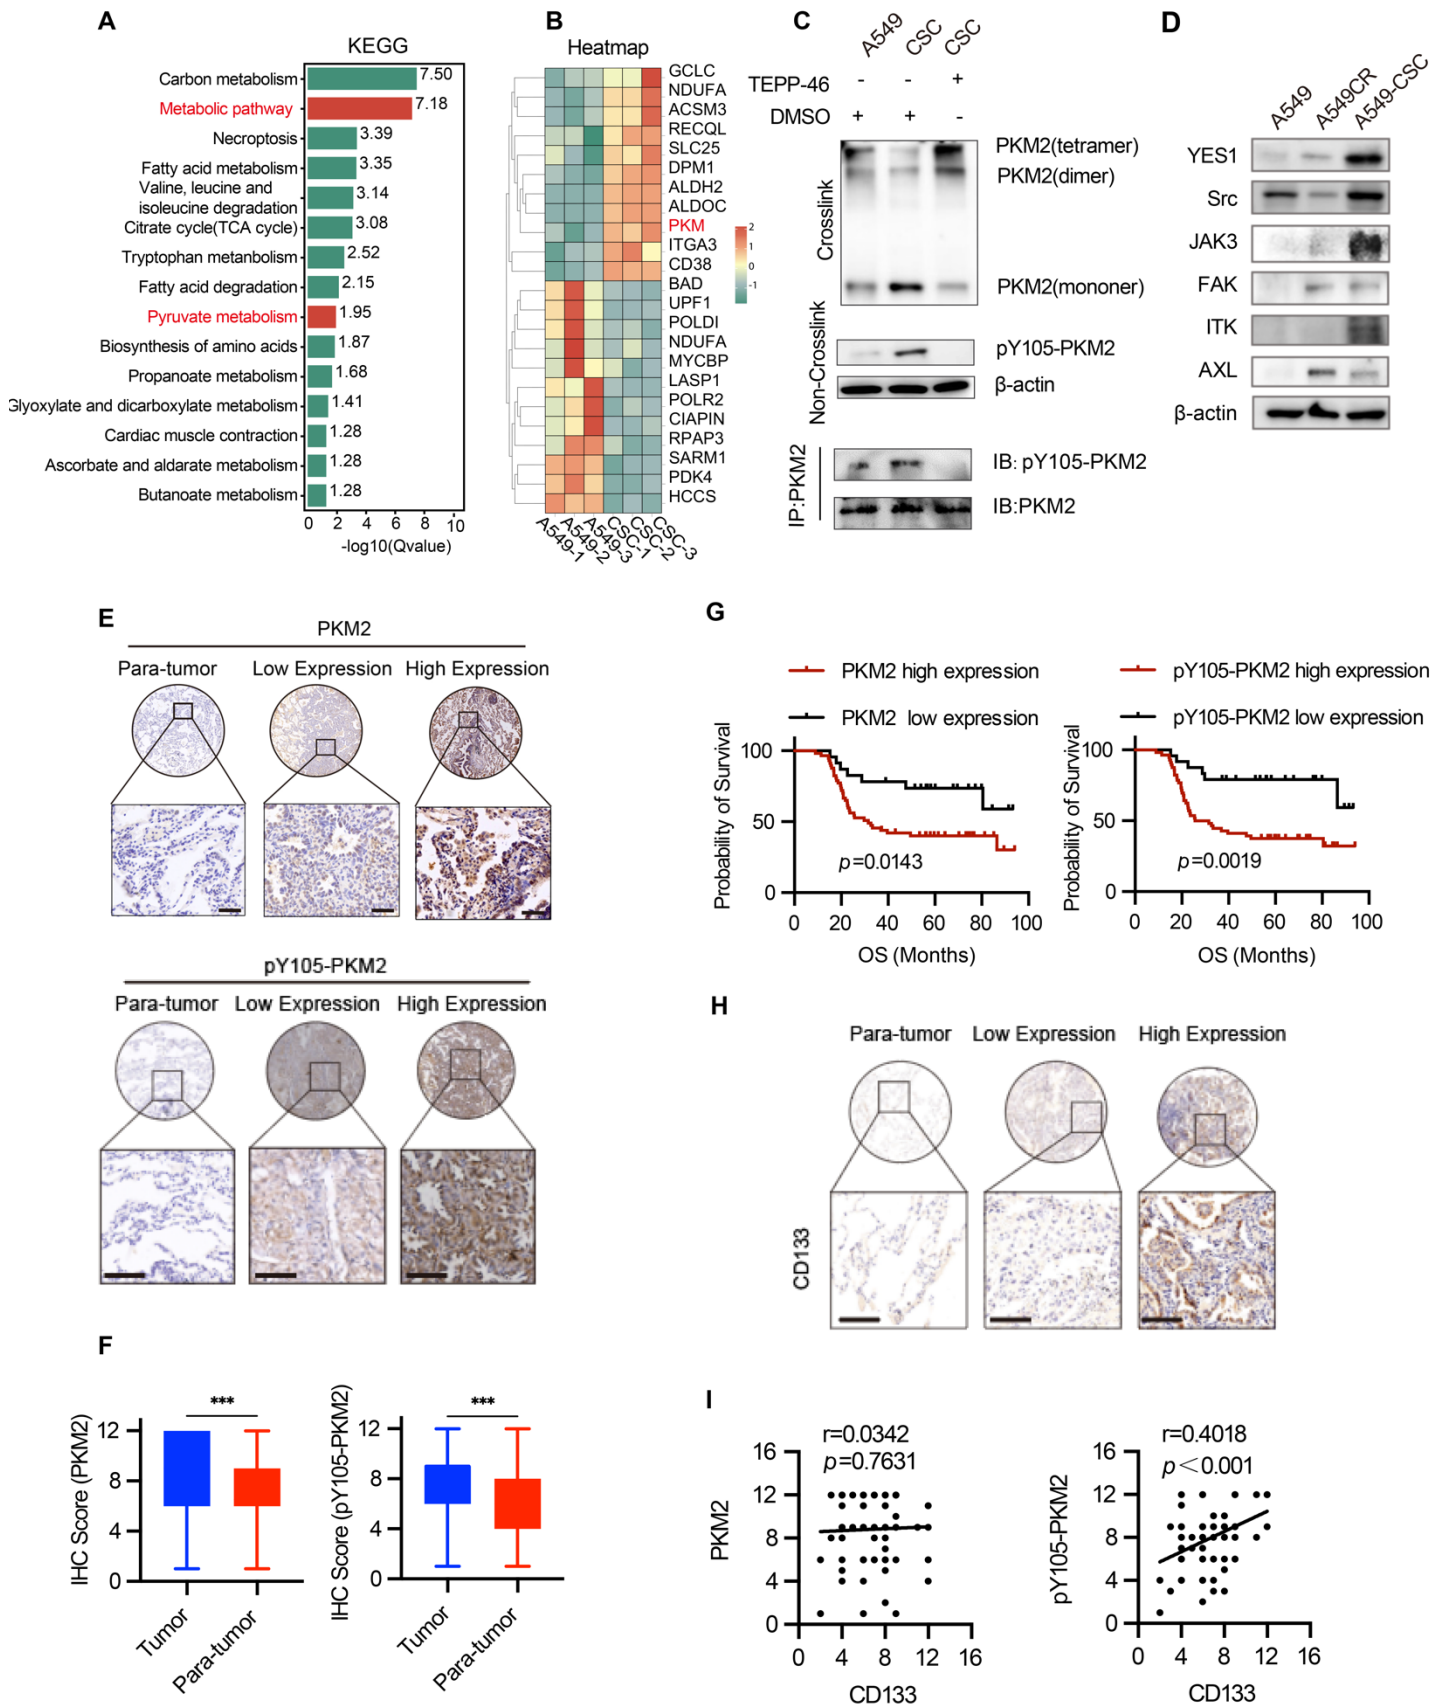 A
KEGG
Carbon metabolism
7.50
Metabolic pathway
7.18
Necroptosis
3.39
Fatty acid metabolism
3.35
Valine, leucine and
isoleucine degradation
3.14
Citrate cycle(TCA cycle)
3.08
Tryptophan metanbolism
2.52
Fatty acid degradation
2.15
Pyruvate metabolism
1.95
Biosynthesis of amino acids
1.87
Propanoate metabolism
1.68
Glyoxylate and dicarboxylate metabolism
1.41
Cardiac muscle contraction
1.28
Ascorbate and aldarate metabolism
1.28
Butanoate metabolism
1.28
0 2 4 6 8 10
-log10(Qvalue)
B
Heatmap
GCLC
NDUFA
ACSM3
RECQL
SLC25
DPM1
ALDH2
ALDOC
PKM
ITGA3
CD38
BAD
UPF1
POLDI
NDUFA
MYCBP
LASP1
POLR2
CIAPIN
RPAP3
SARM1
PDK4
HCCS
2
1
0
-1
A549-1
A549-2
A549-3
CSC-1
CSC-2
CSC-3
C
A549 CSC CSC
TEPP-46 - - +
DMSO + + -
Crosslink
PKM2(tetramer)
PKM2(dimer)
PKM2(mononer)
Non-Crosslink
pY105-PKM2
β-actin
IP:PKM2
IB: pY105-PKM2
IB:PKM2
D
A549 A549CR A549-CSC
YES1
Src
JAK3
FAK
ITK
AXL
β-actin
E
PKM2
Para-tumor Low Expression High Expression
pY105-PKM2
Para-tumor Low Expression High Expression
F
IHC Score (PKM2)
12
8
4
0
***
Tumor
Para-tumor
IHC Score (pY105-PKM2)
12
8
4
0
***
Tumor
Para-tumor
G
PKM2 high expression
PKM2 low expression
Probability of Survival
100
50
0
p=0.0143
0 20 40 60 80 100
OS (Months)
pY105-PKM2 high expression
pY105-PKM2 low expression
Probability of Survival
100
50
0
p=0.0019
0 20 40 60 80 100
OS (Months)
H
Para-tumor Low Expression High Expression
CD133
I
r=0.0342
p=0.7631
PKM2
16
12
8
4
0
0 4 8 12 16
CD133
r=0.4018
p<0.001
pY105-PKM2
16
12
8
4
0
0 4 8 12 16
CD133